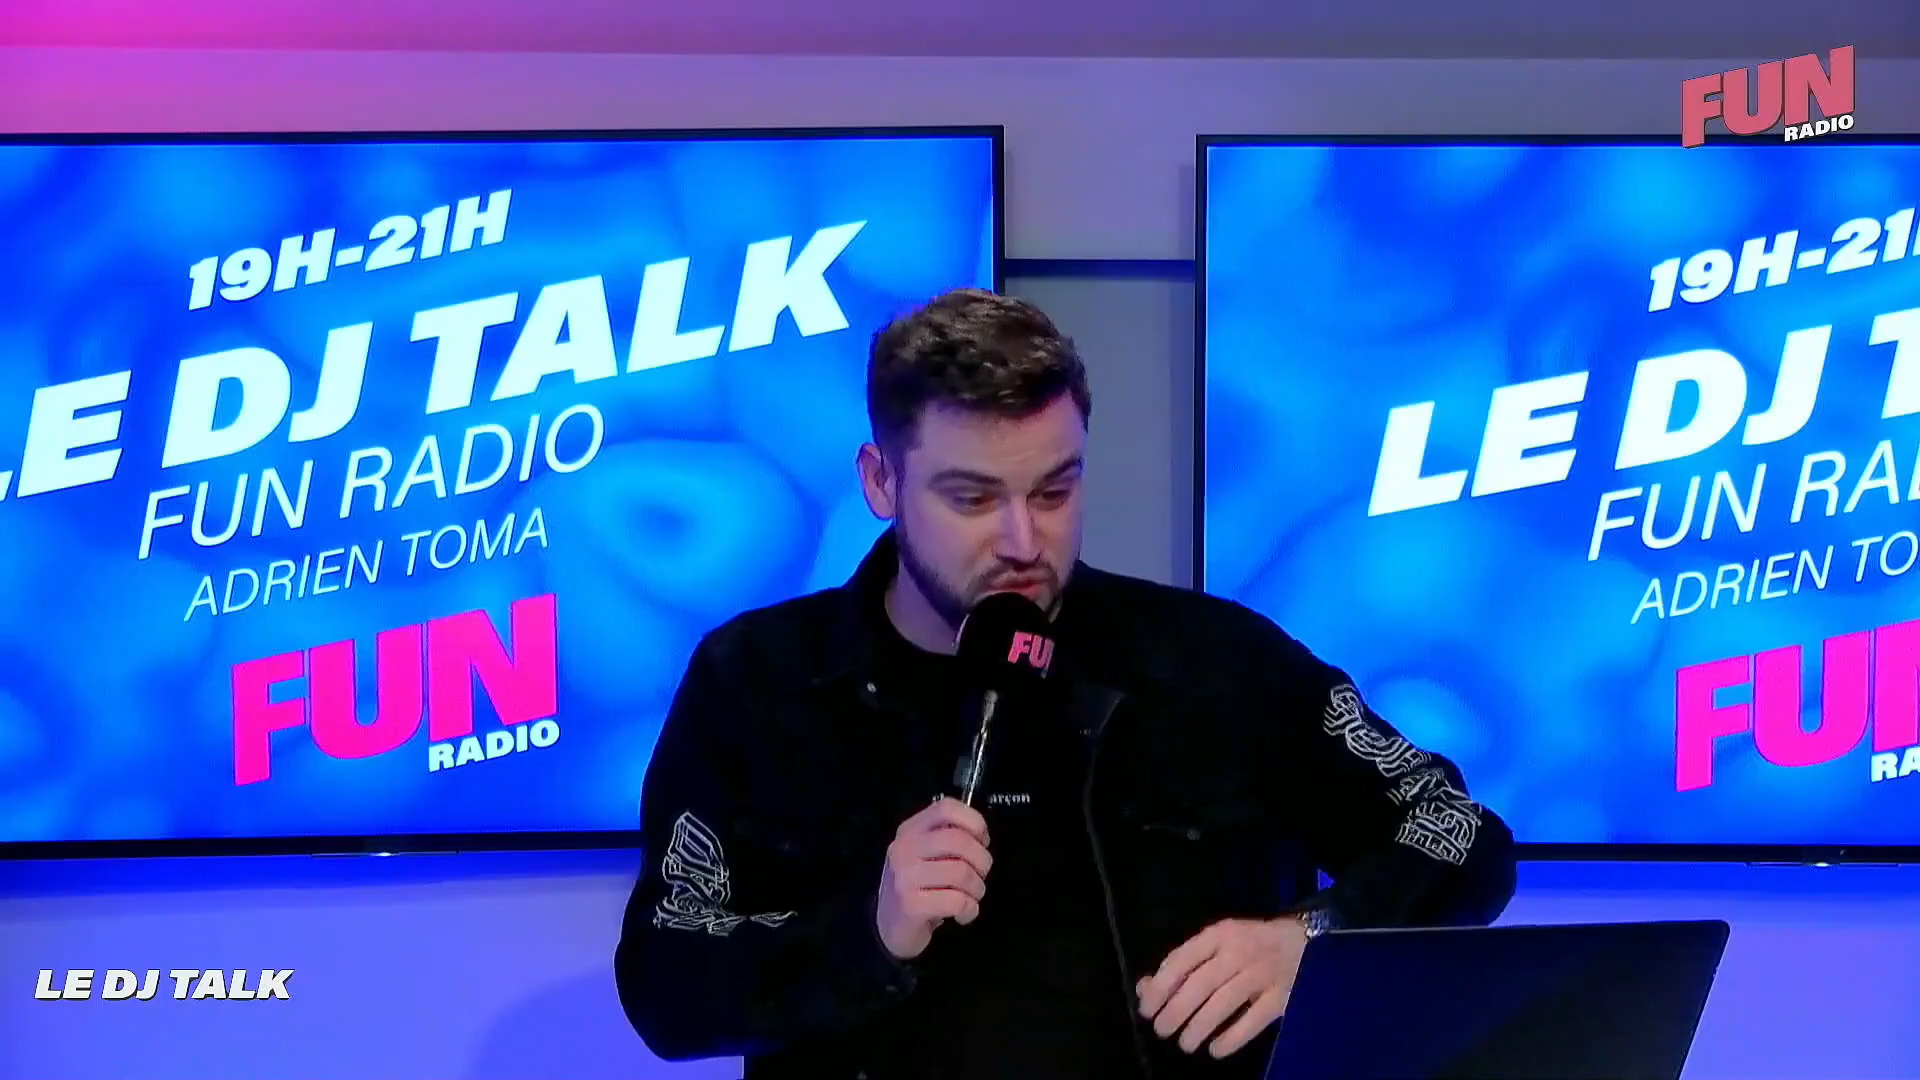 FUN
RADIO
19H-21H
LE DJ TALK
FUN RADIO
ADRIEN TOMA
FUN
RADIO
19H-21
LE DJ T
FUN RA
ADRIEN TO
FUN
RA
FU
arçon
LE DJ TALK